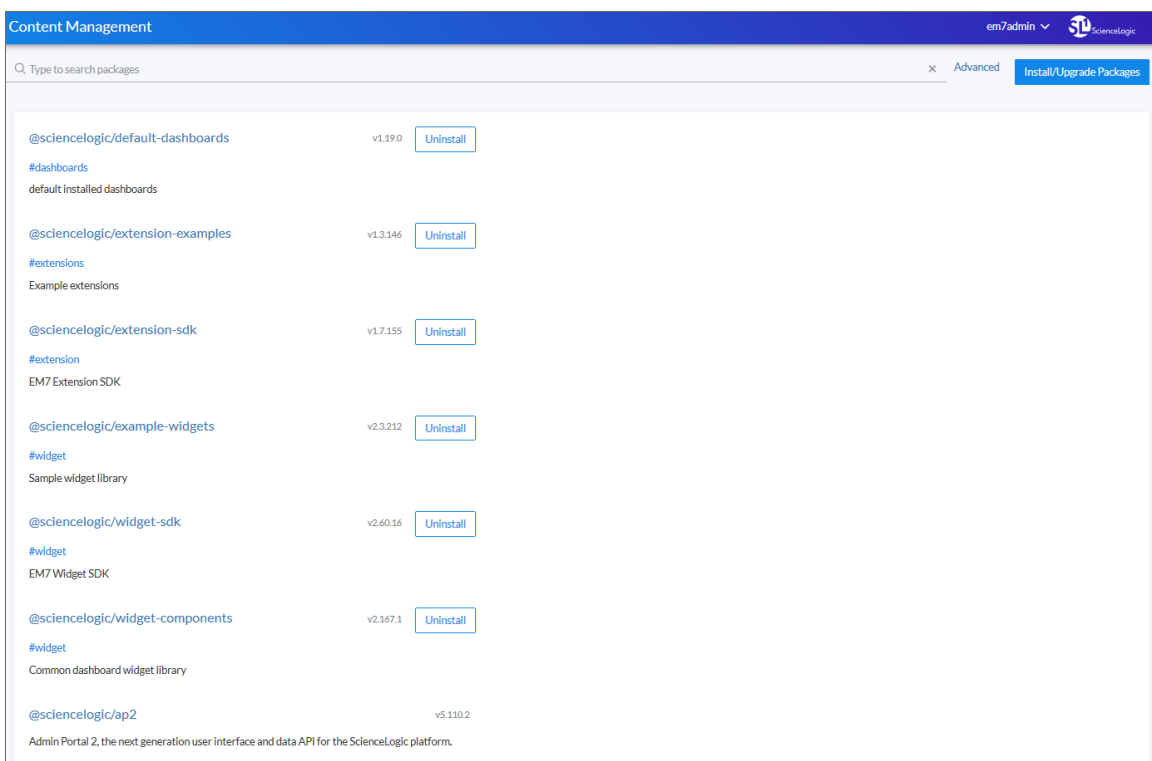 Content Management
em7admin
SL ScienceLogic
Type to search packages
Advanced
Install/Upgrade Packages
@sciencelogic/default-dashboards v1.19.0 Uninstall
#dashboards
default installed dashboards
@sciencelogic/extension-examples v1.3.146 Uninstall
#extensions
Example extensions
@sciencelogic/extension-sdk v1.7.155 Uninstall
#extension
EM7 Extension SDK
@sciencelogic/example-widgets v2.3.212 Uninstall
#widget
Sample widget library
@sciencelogic/widget-sdk v2.60.16 Uninstall
#widget
EM7 Widget SDK
@sciencelogic/widget-components v2.167.1 Uninstall
#widget
Common dashboard widget library
@sciencelogic/ap2 v5.110.2
Admin Portal 2, the next generation user interface and data API for the ScienceLogic platform.